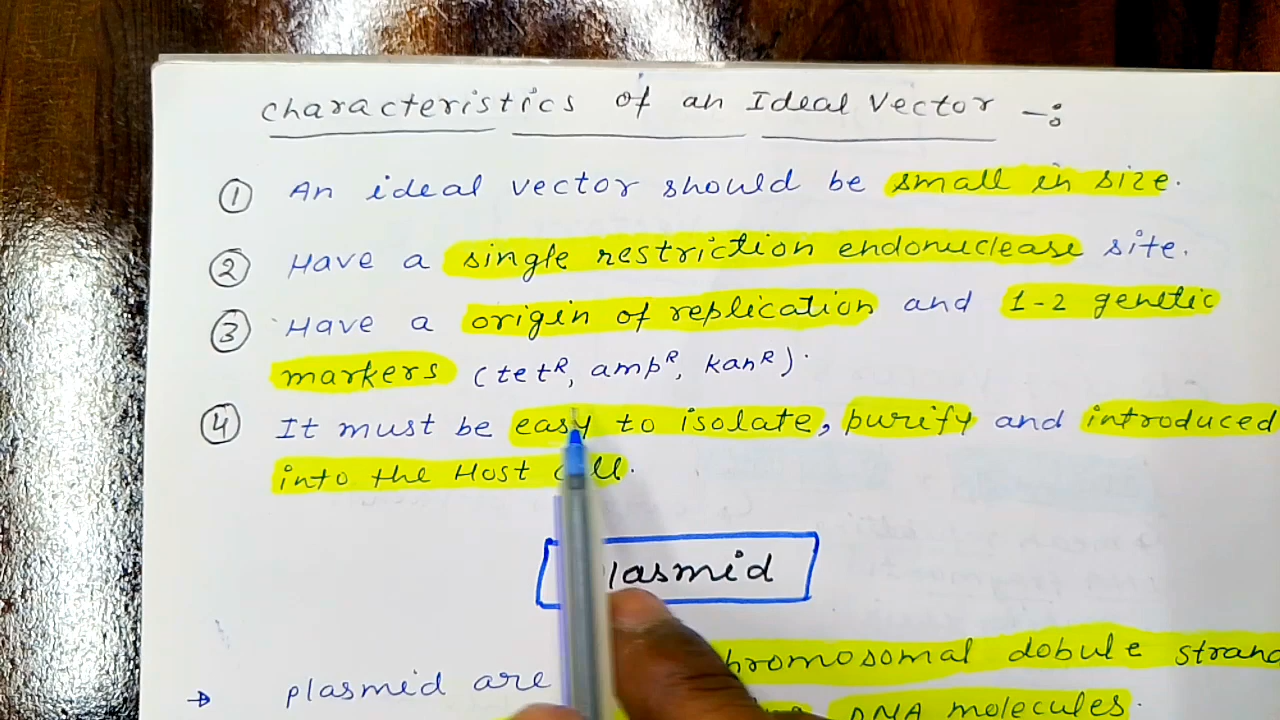 Characteristics of an Ideal Vector -:
① An ideal vector should be small in size.
② Have a single restriction endonuclease site.
③ Have a origin of replication and 1-2 genetic
markers (tetᴿ, ampᴿ, kanᴿ).
④ It must be easy to isolate, purify and introduced
into the Host
lasmid
→ plasmid are hromosomal dobule strand
DNA molecules.